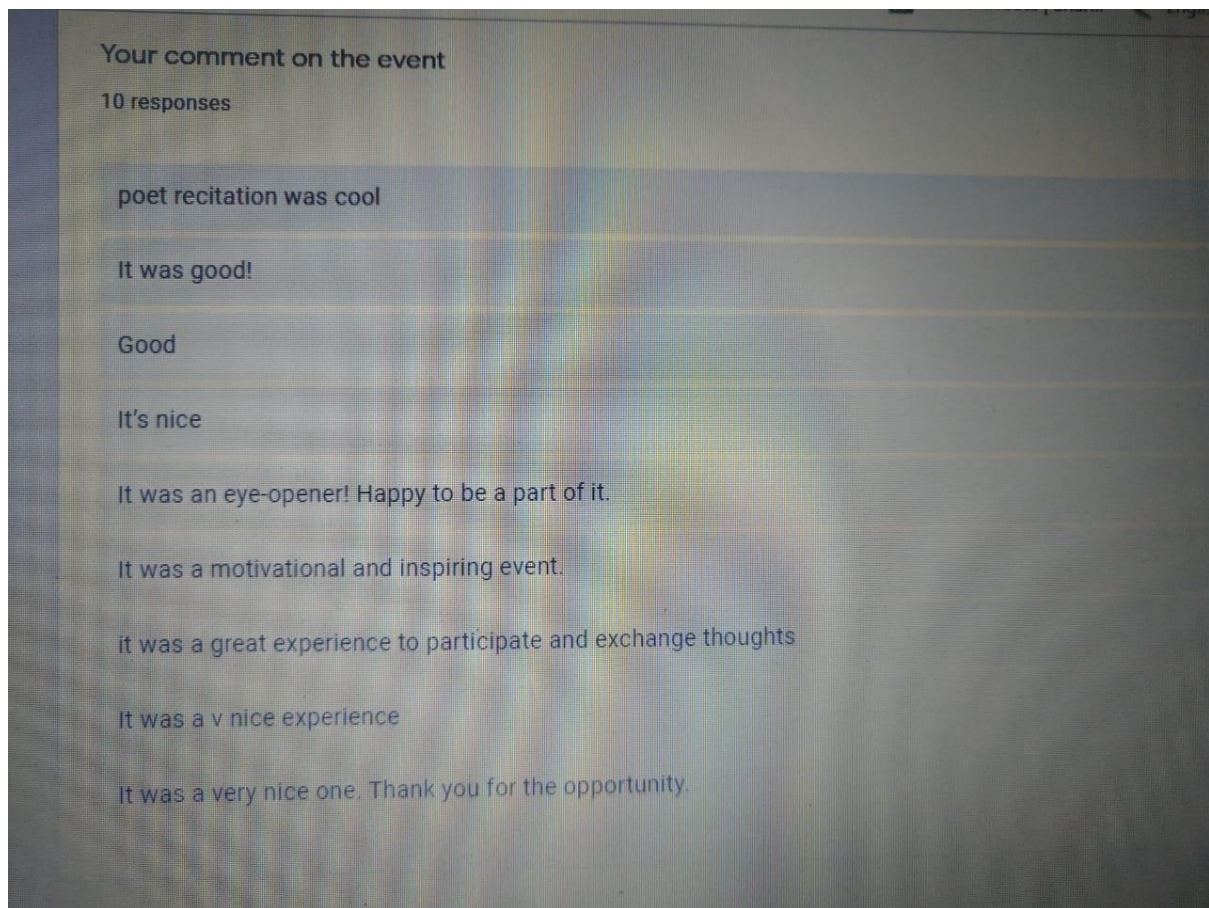 Your comment on the event
10 responses
poet recitation was cool
It was good!
Good
It's nice
It was an eye-opener! Happy to be a part of it.
It was a motivational and inspiring event.
it was a great experience to participate and exchange thoughts
It was a v nice experience
It was a very nice one. Thank you for the opportunity.